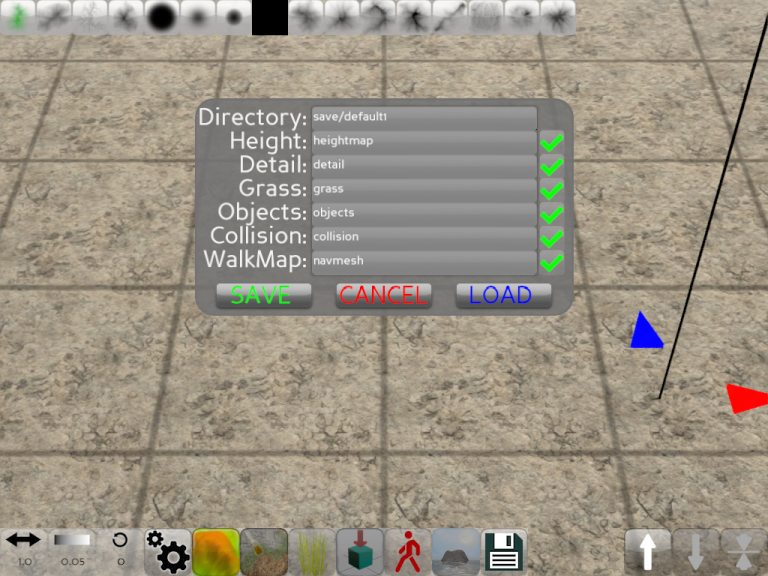 Directory: save/default1
Height: heightmap
Detail: detail
Grass: grass
Objects: objects
Collision: collision
WalkMap: navmesh
SAVE CANCEL LOAD
1.0 0.05 0